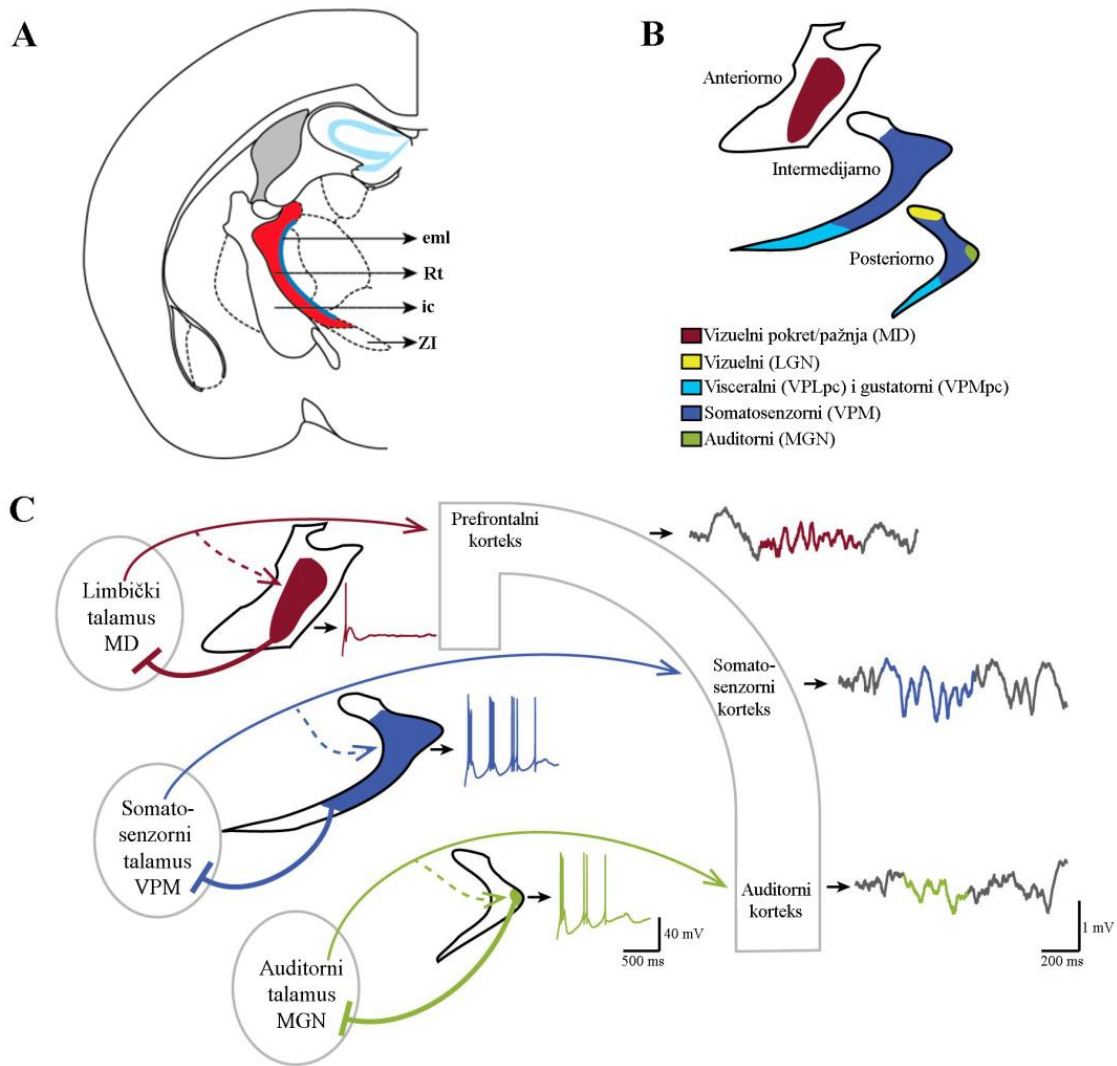 A
eml
Rt
ic
ZI
B
Anteriorno
Intermedijarno
Posteriorno
Vizuelni pokret/pažnja (MD)
Vizuelni (LGN)
Visceralni (VPLpc) i gustatorni (VPMpc)
Somatosenzorni (VPM)
Auditorni (MGN)
C
Limbički
talamus
MD
Prefrontalni
korteks
Somato-
senzorni
talamus
VPM
Somato-
senzorni
korteks
Auditorni
talamus
MGN
Auditorni
korteks
40 mV
500 ms
1 mV
200 ms